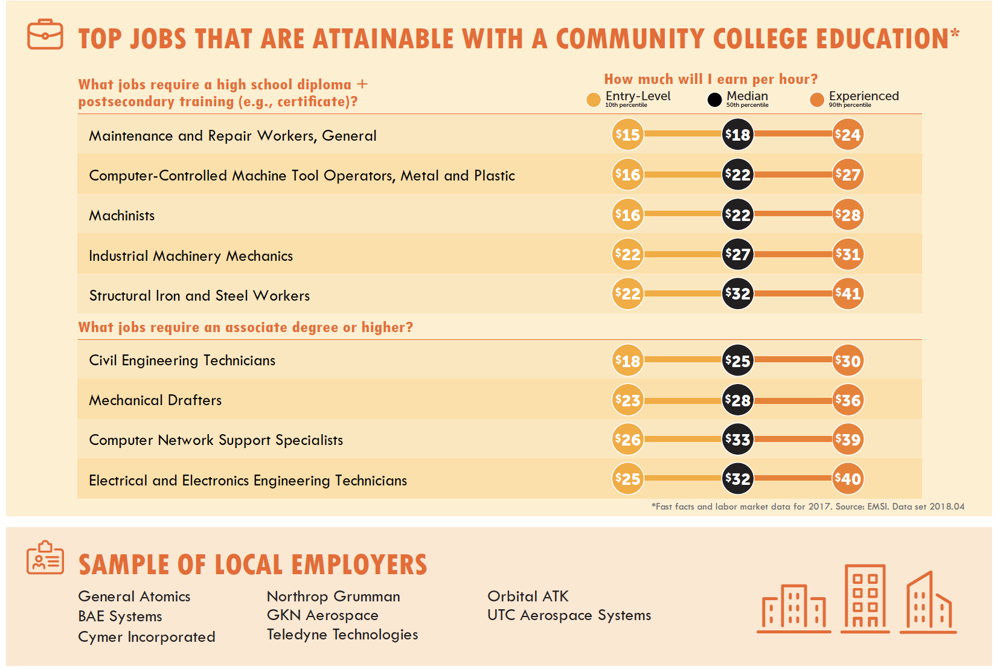 TOP JOBS THAT ARE ATTAINABLE WITH A COMMUNITY COLLEGE EDUCATION*
What jobs require a high school diploma +
postsecondary training (e.g., certificate)?
How much will I earn per hour?
Entry-Level Median Experienced
10th percentile 50th percentile 90th percentile
Maintenance and Repair Workers, General $15 $18 $24
Computer-Controlled Machine Tool Operators, Metal and Plastic $16 $22 $27
Machinists $16 $22 $28
Industrial Machinery Mechanics $22 $27 $31
Structural Iron and Steel Workers $22 $32 $41
What jobs require an associate degree or higher?
Civil Engineering Technicians $18 $25 $30
Mechanical Drafters $23 $28 $36
Computer Network Support Specialists $26 $33 $39
Electrical and Electronics Engineering Technicians $25 $32 $40
*Fast facts and labor market data for 2017. Source: EMSI. Data set 2018.04
SAMPLE OF LOCAL EMPLOYERS
General Atomics
BAE Systems
Cymer Incorporated
Northrop Grumman
GKN Aerospace
Teledyne Technologies
Orbital ATK
UTC Aerospace Systems